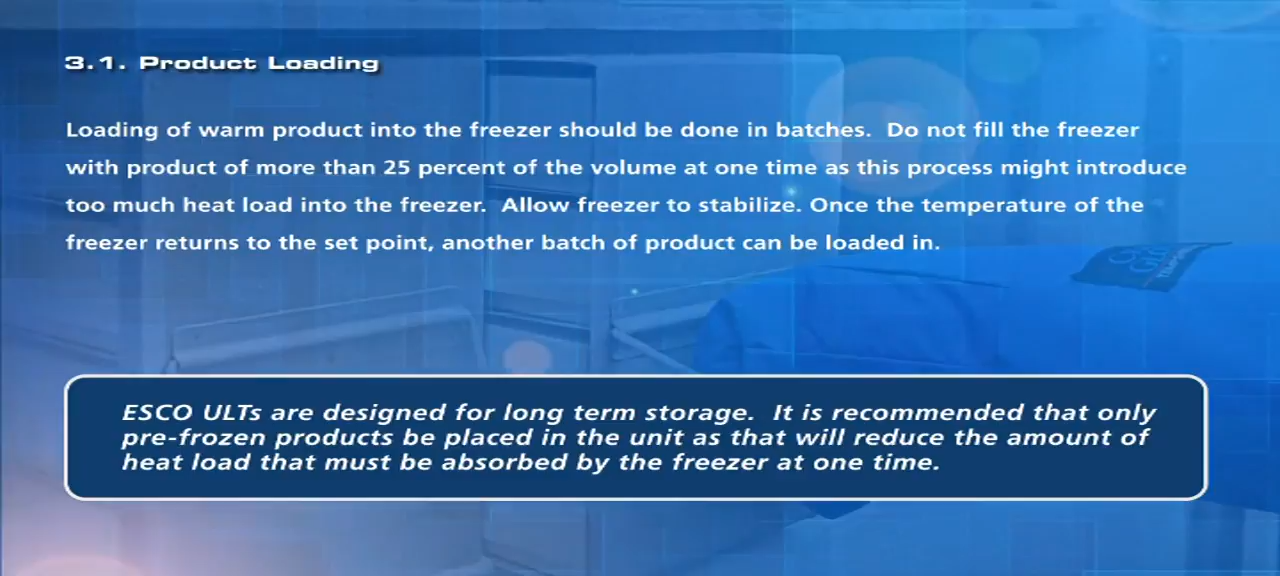 3.1. Product Loading
Loading of warm product into the freezer should be done in batches. Do not fill the freezer
with product of more than 25 percent of the volume at one time as this process might introduce
too much heat load into the freezer. Allow freezer to stabilize. Once the temperature of the
freezer returns to the set point, another batch of product can be loaded in.
ESCO ULTs are designed for long term storage. It is recommended that only
pre-frozen products be placed in the unit as that will reduce the amount of
heat load that must be absorbed by the freezer at one time.